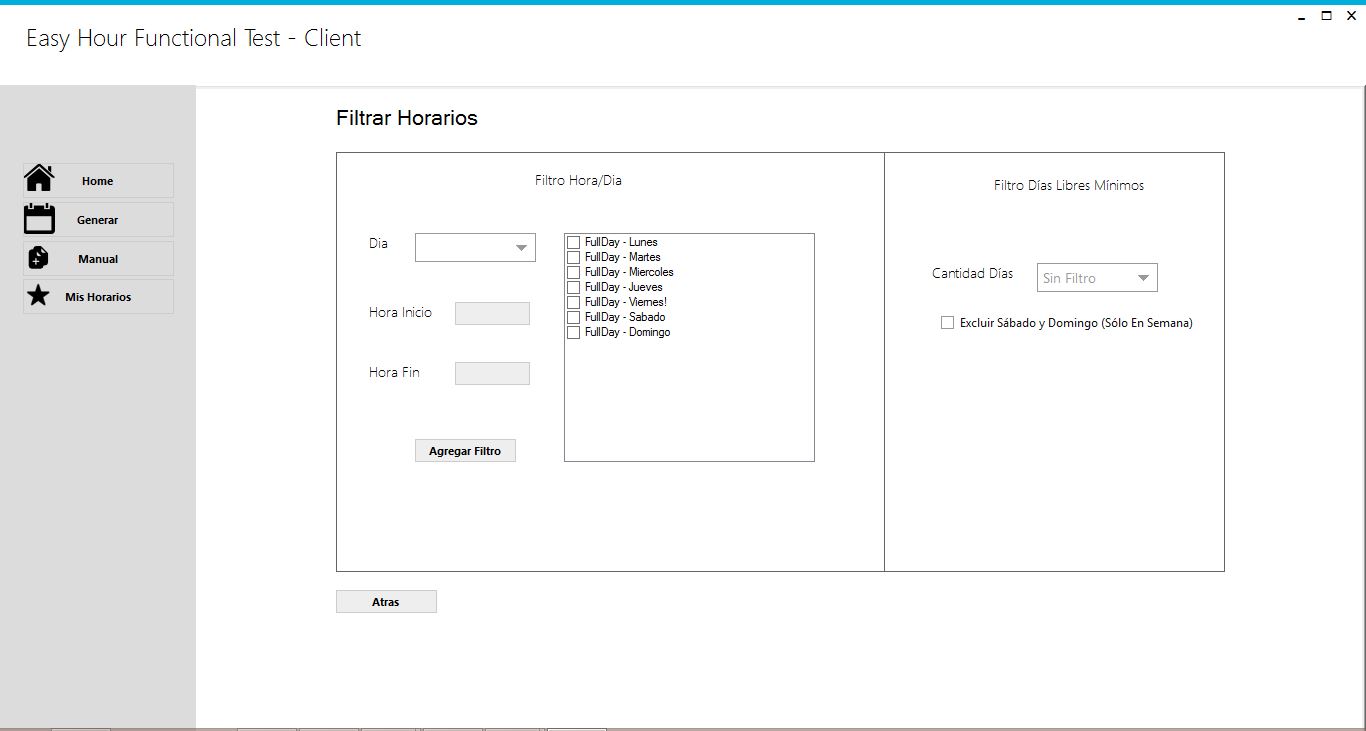 Easy Hour Functional Test - Client
Home
Generar
Manual
Mis Horarios
Filtrar Horarios
Filtro Hora/Dia
Dia
Hora Inicio
Hora Fin
Agregar Filtro
FullDay - Lunes
FullDay - Martes
FullDay - Miercoles
FullDay - Jueves
FullDay - Viernes!
FullDay - Sabado
FullDay - Domingo
Filtro Días Libres Mínimos
Cantidad Días
Sin Filtro
Excluir Sábado y Domingo (Sólo En Semana)
Atras